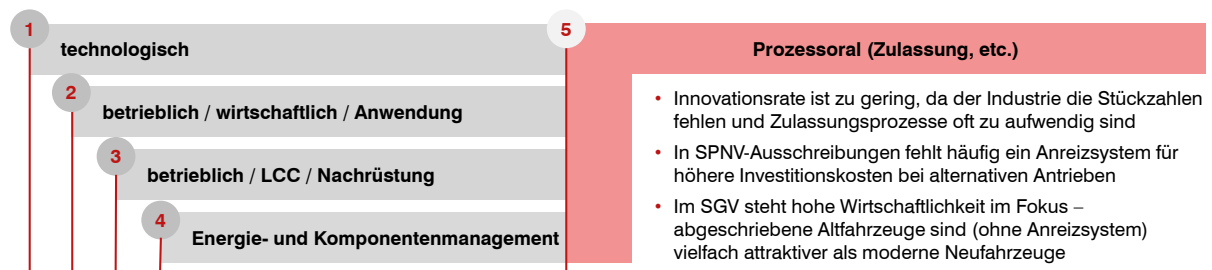 1
technologisch
2
betrieblich / wirtschaftlich / Anwendung
3
betrieblich / LCC / Nachrüstung
4
Energie- und Komponentenmanagement
5
Prozessoral (Zulassung, etc.)
• Innovationsrate ist zu gering, da der Industrie die Stückzahlen
fehlen und Zulassungsprozesse oft zu aufwendig sind
• In SPNV-Ausschreibungen fehlt häufig ein Anreizsystem für
höhere Investitionskosten bei alternativen Antrieben
• Im SGV steht hohe Wirtschaftlichkeit im Fokus –
abgeschriebene Altfahrzeuge sind (ohne Anreizsystem)
vielfach attraktiver als moderne Neufahrzeuge